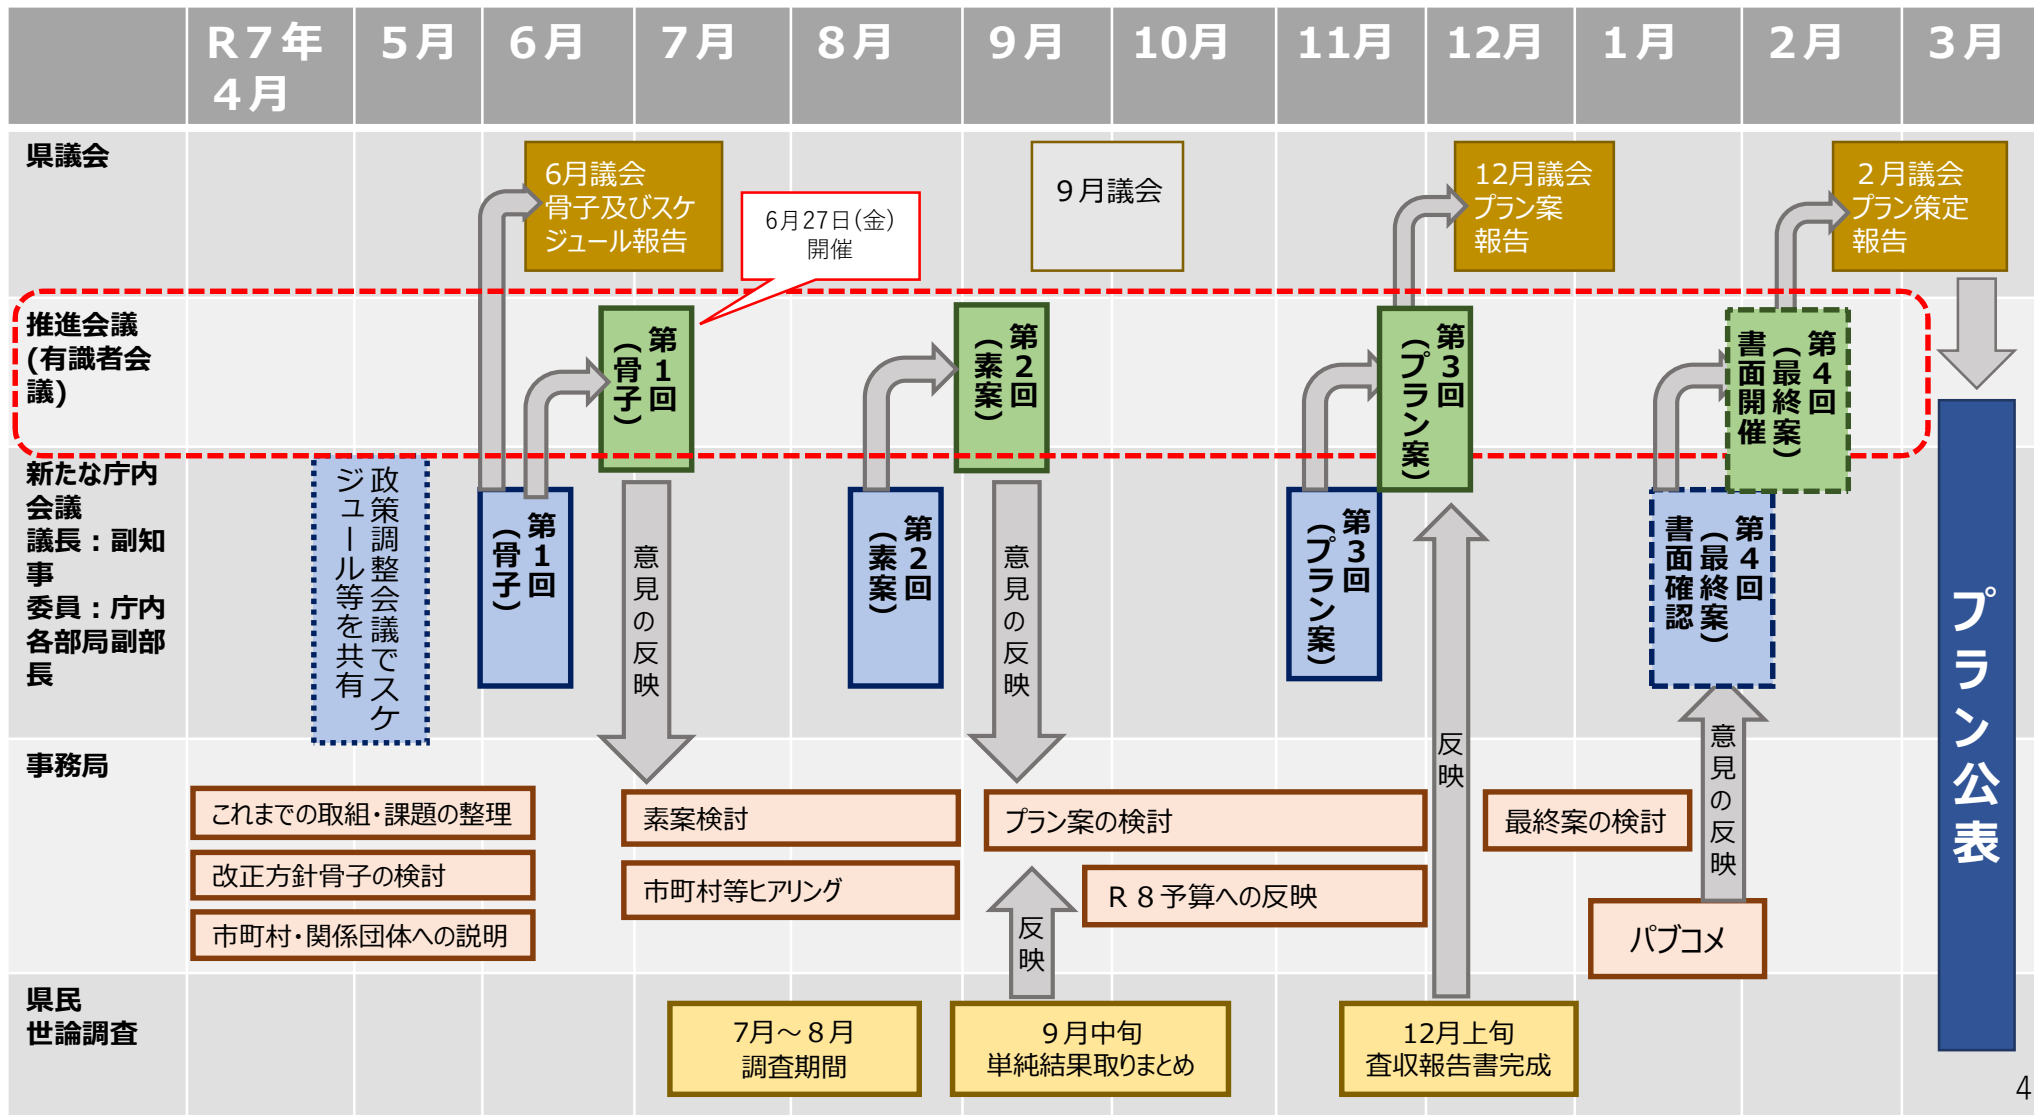 R７年
４月
５月
６月
７月
８月
９月
10月
11月
12月
１月
２月
３月
県議会
6月議会
骨子及びスケ
ジュール報告
6月27日(金)
開催
９月議会
12月議会
プラン案
報告
２月議会
プラン策定
報告
推進会議
(有識者会
議)
第１回
(骨子)
第２回
(素案)
第３回
(プラン案)
第４回
(最終案)
書面開催
新たな庁内
会議
議長：副知
事
委員：庁内
各部局副部
長
政策調整会議でスケ
ジュール等を共有
第１回
(骨子)
意見の反映
第２回
(素案)
意見の反映
第３回
(プラン案)
反映
第４回
(最終案)
書面確認
意見の反映
プラン公表
事務局
これまでの取組・課題の整理
改正方針骨子の検討
市町村・関係団体への説明
素案検討
市町村等ヒアリング
プラン案の検討
R８予算への反映
最終案の検討
パブコメ
反映
県民
世論調査
7月～８月
調査期間
９月中旬
単純結果取りまとめ
12月上旬
査収報告書完成
4